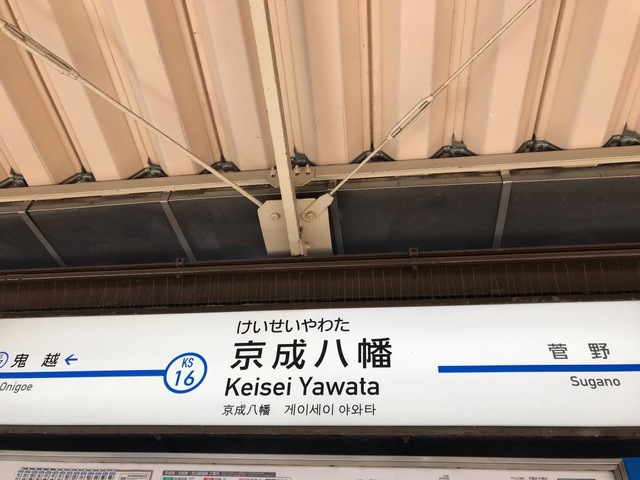 けいせいやわた
京成八幡
Keisei Yawata
京成八幡 게이세이 야와타
KS
16
鬼越←
Onigoe
菅野
Sugano